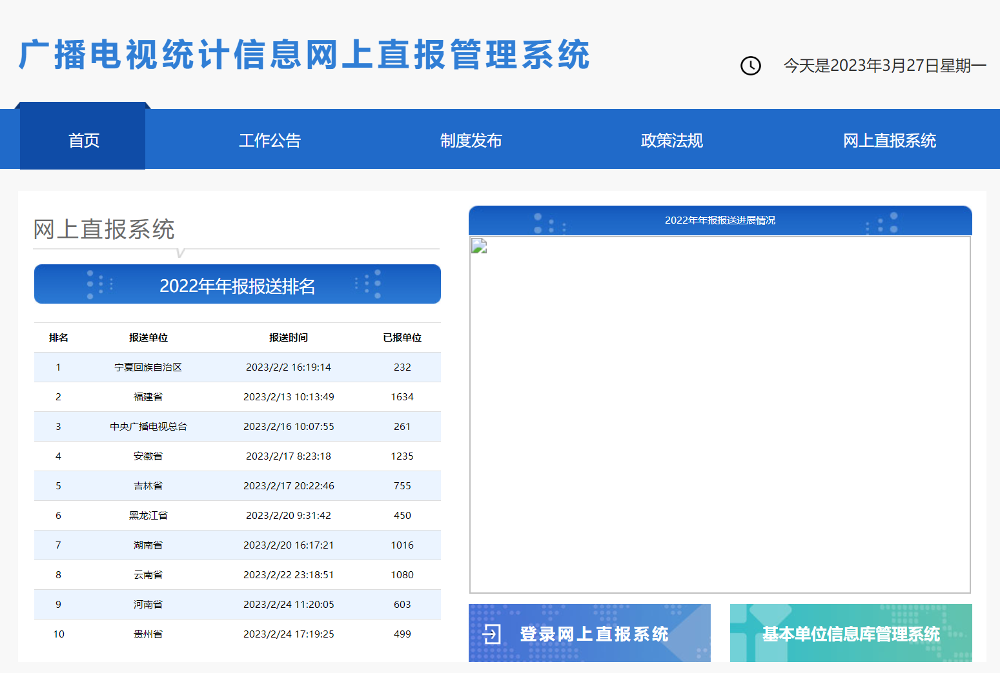 广播电视统计信息网上直报管理系统
今天是2023年3月27日星期一
首页 工作公告 制度发布 政策法规 网上直报系统
网上直报系统
2022年年报报送排名
排名 报送单位 报送时间 已报单位
1 宁夏回族自治区 2023/2/2 16:19:14 232
2 福建省 2023/2/13 10:13:49 1634
3 中央广播电视总台 2023/2/16 10:07:55 261
4 安徽省 2023/2/17 8:23:18 1235
5 吉林省 2023/2/17 20:22:46 755
6 黑龙江省 2023/2/20 9:31:42 450
7 湖南省 2023/2/20 16:17:21 1016
8 云南省 2023/2/22 23:18:51 1080
9 河南省 2023/2/24 11:20:05 603
10 贵州省 2023/2/24 17:19:25 499
2022年年报报送进展情况
登录网上直报系统
基本单位信息库管理系统